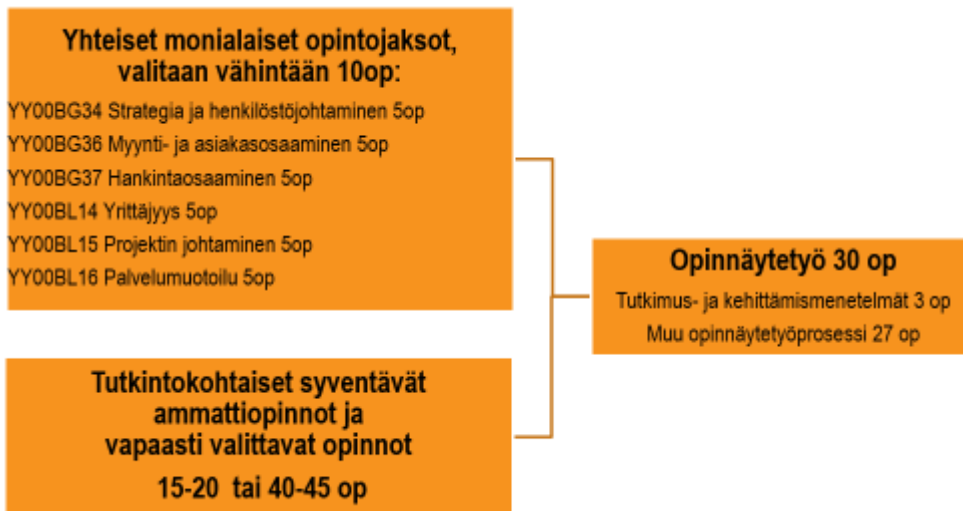 Yhteiset monialaiset opintojaksot,
valitaan vähintään 10op:
YY00BG34 Strategia ja henkilöstöjohtaminen 5op
YY00BG36 Myynti- ja asiakasosaaminen 5op
YY00BG37 Hankintaosaaminen 5op
YY00BL14 Yrittäjyys 5op
YY00BL15 Projektin johtaminen 5op
YY00BL16 Palvelumuotoilu 5op
Opinnäytetyö 30 op
Tutkimus- ja kehittämismenetelmät 3 op
Muu opinnäytetyöprosessi 27 op
Tutkintokohtaiset syventävät
ammattiopinnot ja
vapaasti valittavat opinnot
15-20 tai 40-45 op